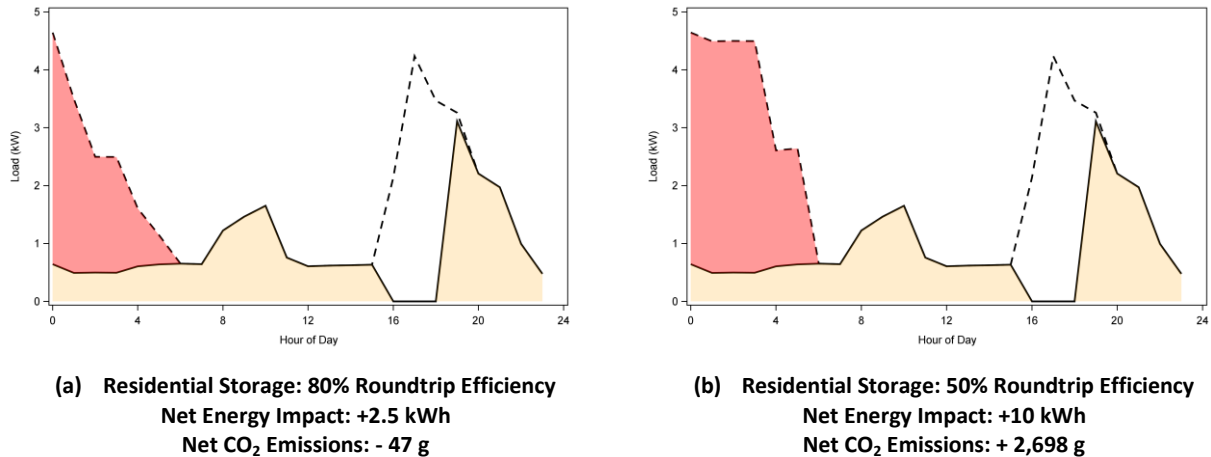 5
4
3
2
1
0
Load (kW)
0 4 8 12 16 20 24
Hour of Day
(a) Residential Storage: 80% Roundtrip Efficiency
Net Energy Impact: +2.5 kWh
Net CO₂ Emissions: - 47 g
5
4
3
2
1
0
Load (kW)
0 4 8 12 16 20 24
Hour of Day
(b) Residential Storage: 50% Roundtrip Efficiency
Net Energy Impact: +10 kWh
Net CO₂ Emissions: + 2,698 g